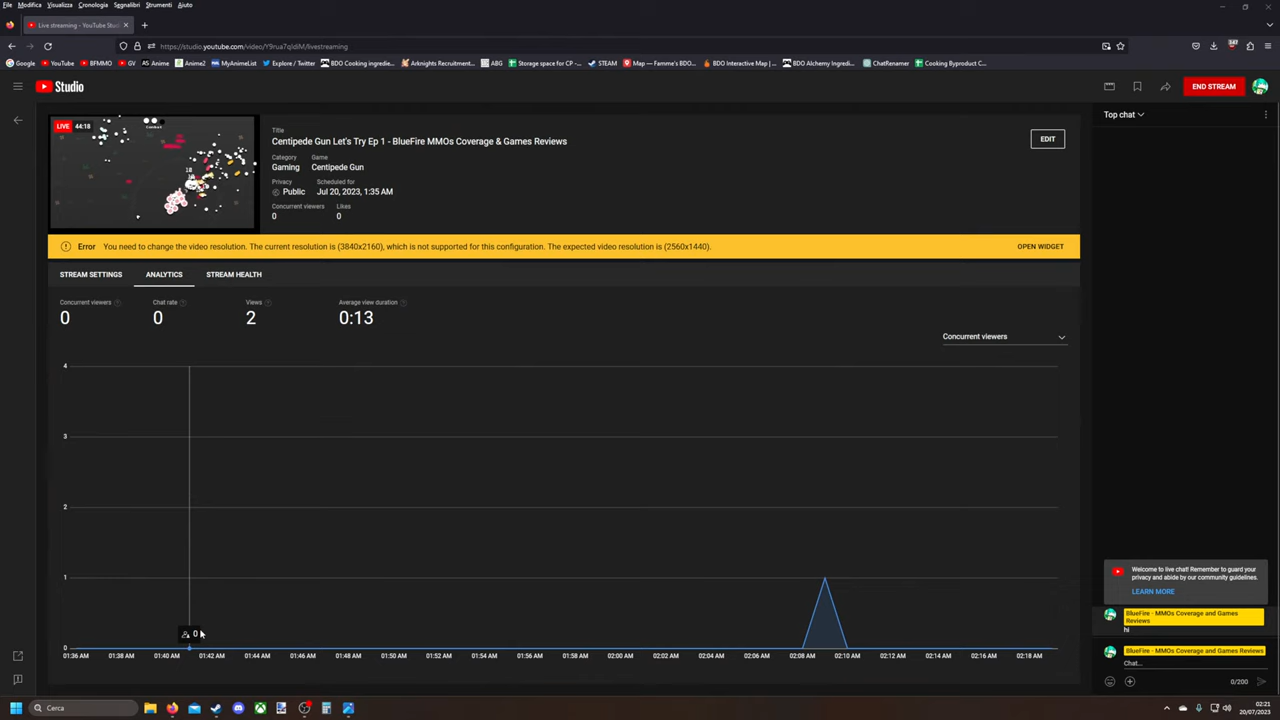 File Modifica Visualizza Cronologia Segnalibri Strumenti Aiuto
Live streaming - YouTube Stu
https://studio.youtube.com/video/Y9rua7qIdiM/livestreaming
Google YouTube BFMMO GV Anime Anime2 MyAnimeList Explore / Twitter BDO Cooking ingredie... Arknights Recruitment... ABG Storage space for CP -... STEAM Map — Famme's BDO... BDO Interactive Map |... BDO Alchemy Ingredi... ChatRenamer Cooking Byproduct C...
Studio
END STREAM
LIVE 44:18
Title
Centipede Gun Let's Try Ep 1 - BlueFire MMOs Coverage & Games Reviews
EDIT
Category Game
Gaming Centipede Gun
Privacy Scheduled for
Public Jul 20, 2023, 1:35 AM
Concurrent viewers Likes
0 0
Error You need to change the video resolution. The current resolution is (3840x2160), which is not supported for this configuration. The expected video resolution is (2560x1440). OPEN WIDGET
STREAM SETTINGS ANALYTICS STREAM HEALTH
Concurrent viewers Chat rate Views Average view duration
0 0 2 0:13
Concurrent viewers
4
3
2
1
0
0
01:36 AM 01:38 AM 01:40 AM 01:42 AM 01:44 AM 01:46 AM 01:48 AM 01:50 AM 01:52 AM 01:54 AM 01:56 AM 01:58 AM 02:00 AM 02:02 AM 02:04 AM 02:06 AM 02:08 AM 02:10 AM 02:12 AM 02:14 AM 02:16 AM 02:18 AM
Top chat
Welcome to live chat! Remember to guard your
privacy and abide by our community guidelines.
LEARN MORE
BlueFire - MMOs Coverage and Games
Reviews
hi
BlueFire - MMOs Coverage and Games Reviews
Chat...
0/200
Cerca
02:21
20/07/2023